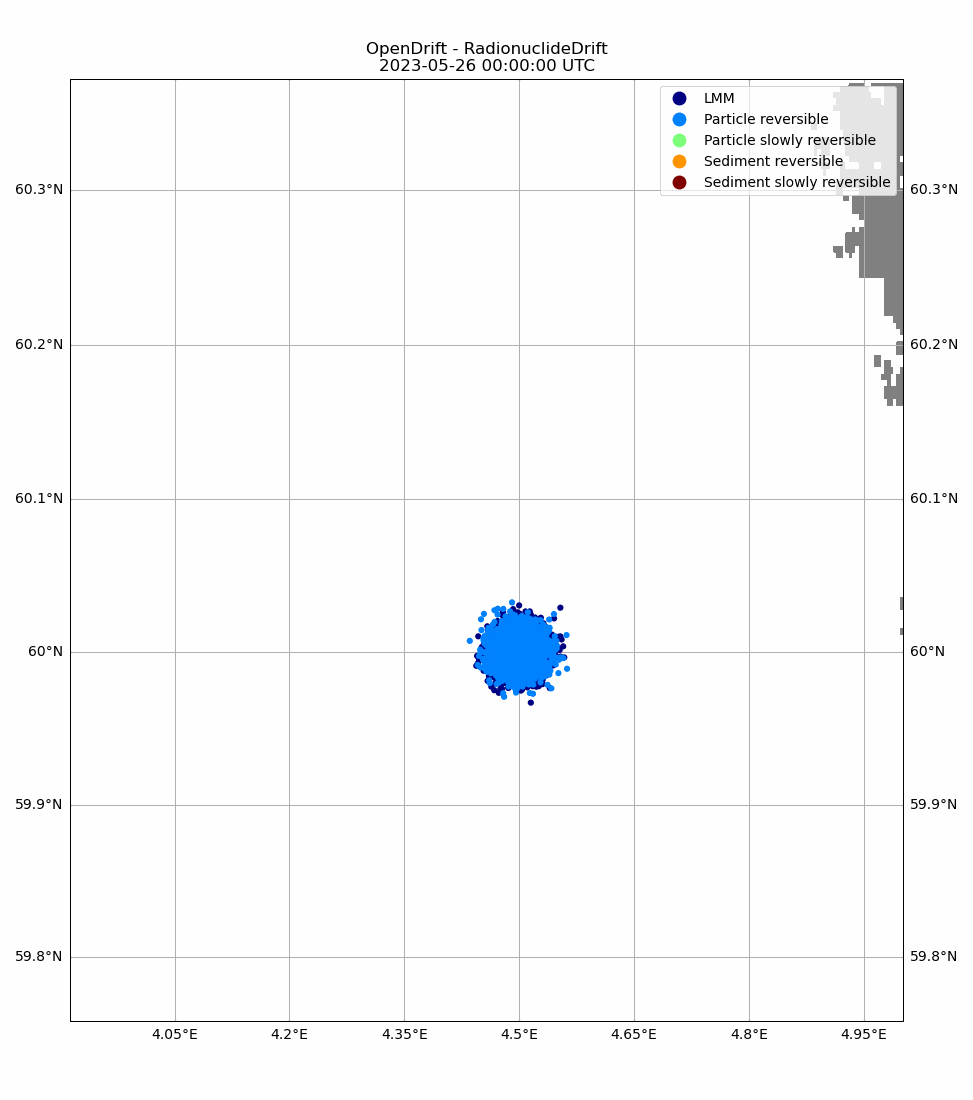 OpenDrift - RadionuclideDrift
2023-05-26 00:00:00 UTC
LMM
Particle reversible
Particle slowly reversible
Sediment reversible
Sediment slowly reversible
60.3°N
60.3°N
60.2°N
60.2°N
60.1°N
60.1°N
60°N
60°N
59.9°N
59.9°N
59.8°N
59.8°N
4.05°E
4.2°E
4.35°E
4.5°E
4.65°E
4.8°E
4.95°E